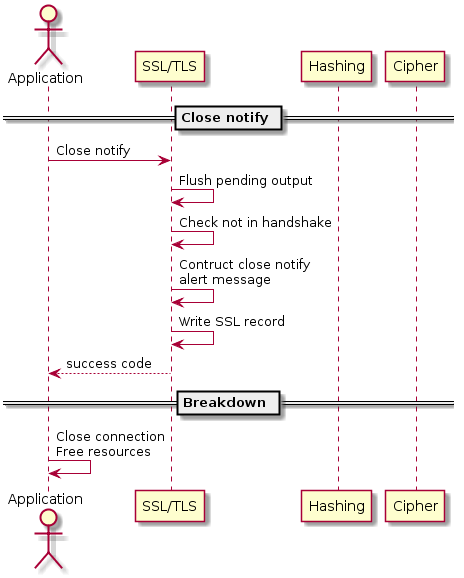 Application
SSL/TLS
Hashing
Cipher
Close notify
Close notify
Flush pending output
Check not in handshake
Contruct close notify
alert message
Write SSL record
success code
Breakdown
Close connection
Free resources
Application
SSL/TLS
Hashing
Cipher